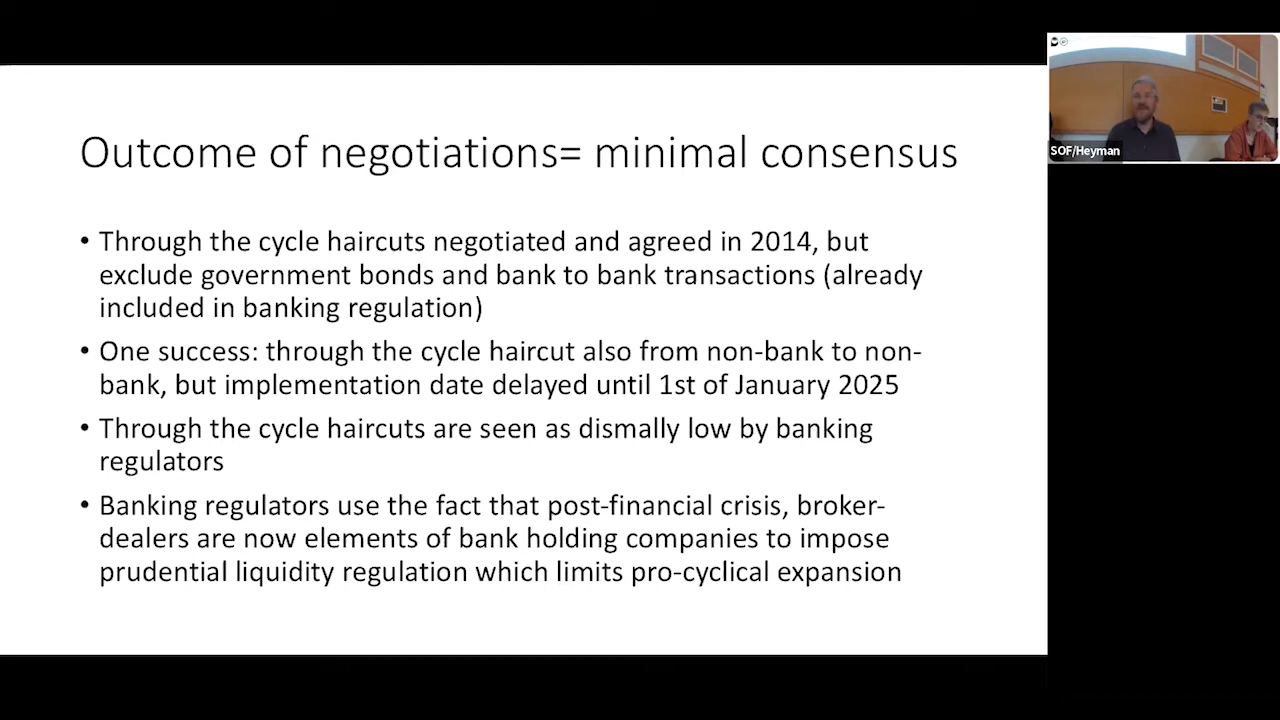 Outcome of negotiations= minimal consensus
• Through the cycle haircuts negotiated and agreed in 2014, but
exclude government bonds and bank to bank transactions (already
included in banking regulation)
• One success: through the cycle haircut also from non-bank to non-
bank, but implementation date delayed until 1st of January 2025
• Through the cycle haircuts are seen as dismally low by banking
regulators
• Banking regulators use the fact that post-financial crisis, broker-
dealers are now elements of bank holding companies to impose
prudential liquidity regulation which limits pro-cyclical expansion
SOF/Heyman